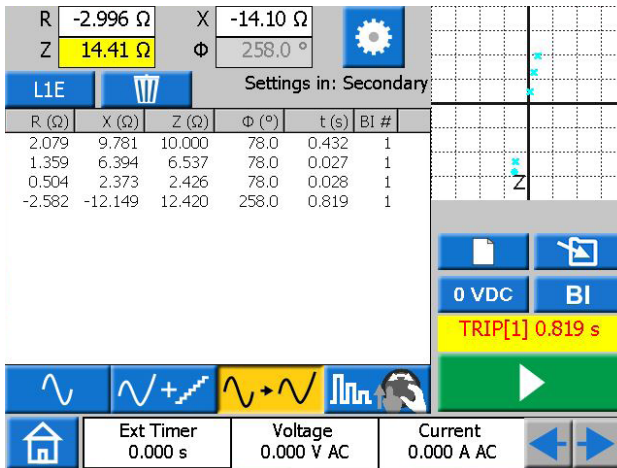 R -2.996 Ω X -14.10 Ω
Z 14.41 Ω Φ 258.0 °
L1E Settings in: Secondary
R (Ω) X (Ω) Z (Ω) Φ (°) t (s) BI #
2.079 9.781 10.000 78.0 0.432 1
1.359 6.394 6.537 78.0 0.027 1
0.504 2.373 2.426 78.0 0.028 1
-2.582 -12.149 12.420 258.0 0.819 1
Z
0 VDC BI
TRIP[1] 0.819 s
Ext Timer Voltage Current
0.000 s 0.000 V AC 0.000 A AC